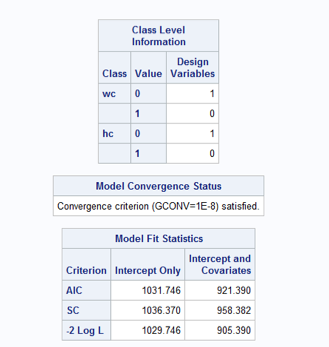 Class Level
Information
Design
Class Value Variables
wc 0 1
1 0
hc 0 1
1 0
Model Convergence Status
Convergence criterion (GCONV=1E-8) satisfied.
Model Fit Statistics
Intercept and
Criterion Intercept Only Covariates
AIC 1031.746 921.390
SC 1036.370 958.382
-2 Log L 1029.746 905.390